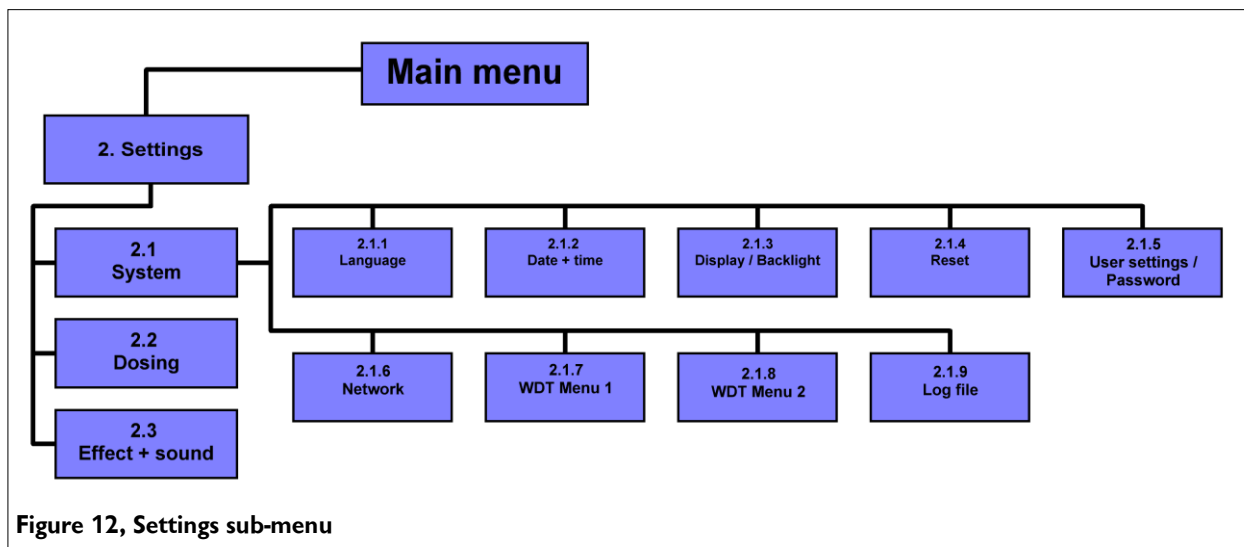 Main menu
2. Settings
2.1
System
2.1.1
Language
2.1.2
Date + time
2.1.3
Display / Backlight
2.1.4
Reset
2.1.5
User settings /
Password
2.2
Dosing
2.1.6
Network
2.1.7
WDT Menu 1
2.1.8
WDT Menu 2
2.1.9
Log file
2.3
Effect + sound
Figure 12, Settings sub-menu